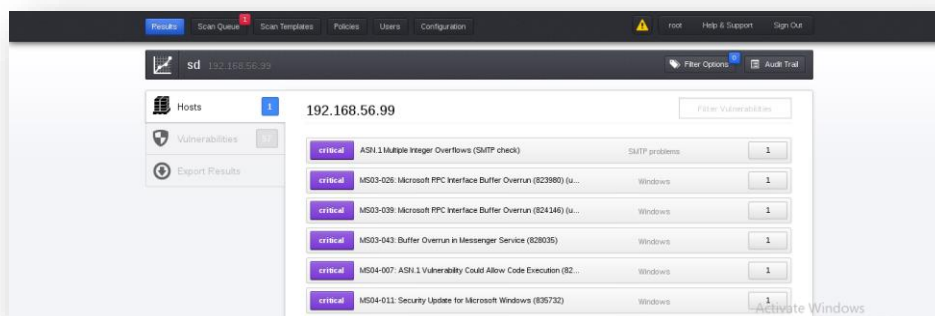 Results Scan Queue 1 Scan Templates Policies Users Configuration root Help & Support Sign Out
sd 192.168.56.99 Filter Options 0 Audit Trail
Hosts 1
192.168.56.99 Filter Vulnerabilities
Vulnerabilities
critical ASN.1 Multiple Integer Overflows (SMTP check) SMTP problems 1
Export Results
critical MS03-026: Microsoft RPC Interface Buffer Overrun (823980) (u... Windows 1
critical MS03-039: Microsoft RPC Interface Buffer Overrun (824146) (u... Windows 1
critical MS03-043: Buffer Overrun in Messenger Service (828035) Windows 1
critical MS04-007: ASN.1 Vulnerability Could Allow Code Execution (82... Windows 1
critical MS04-011: Security Update for Microsoft Windows (835732) Windows 1
Activate Windows